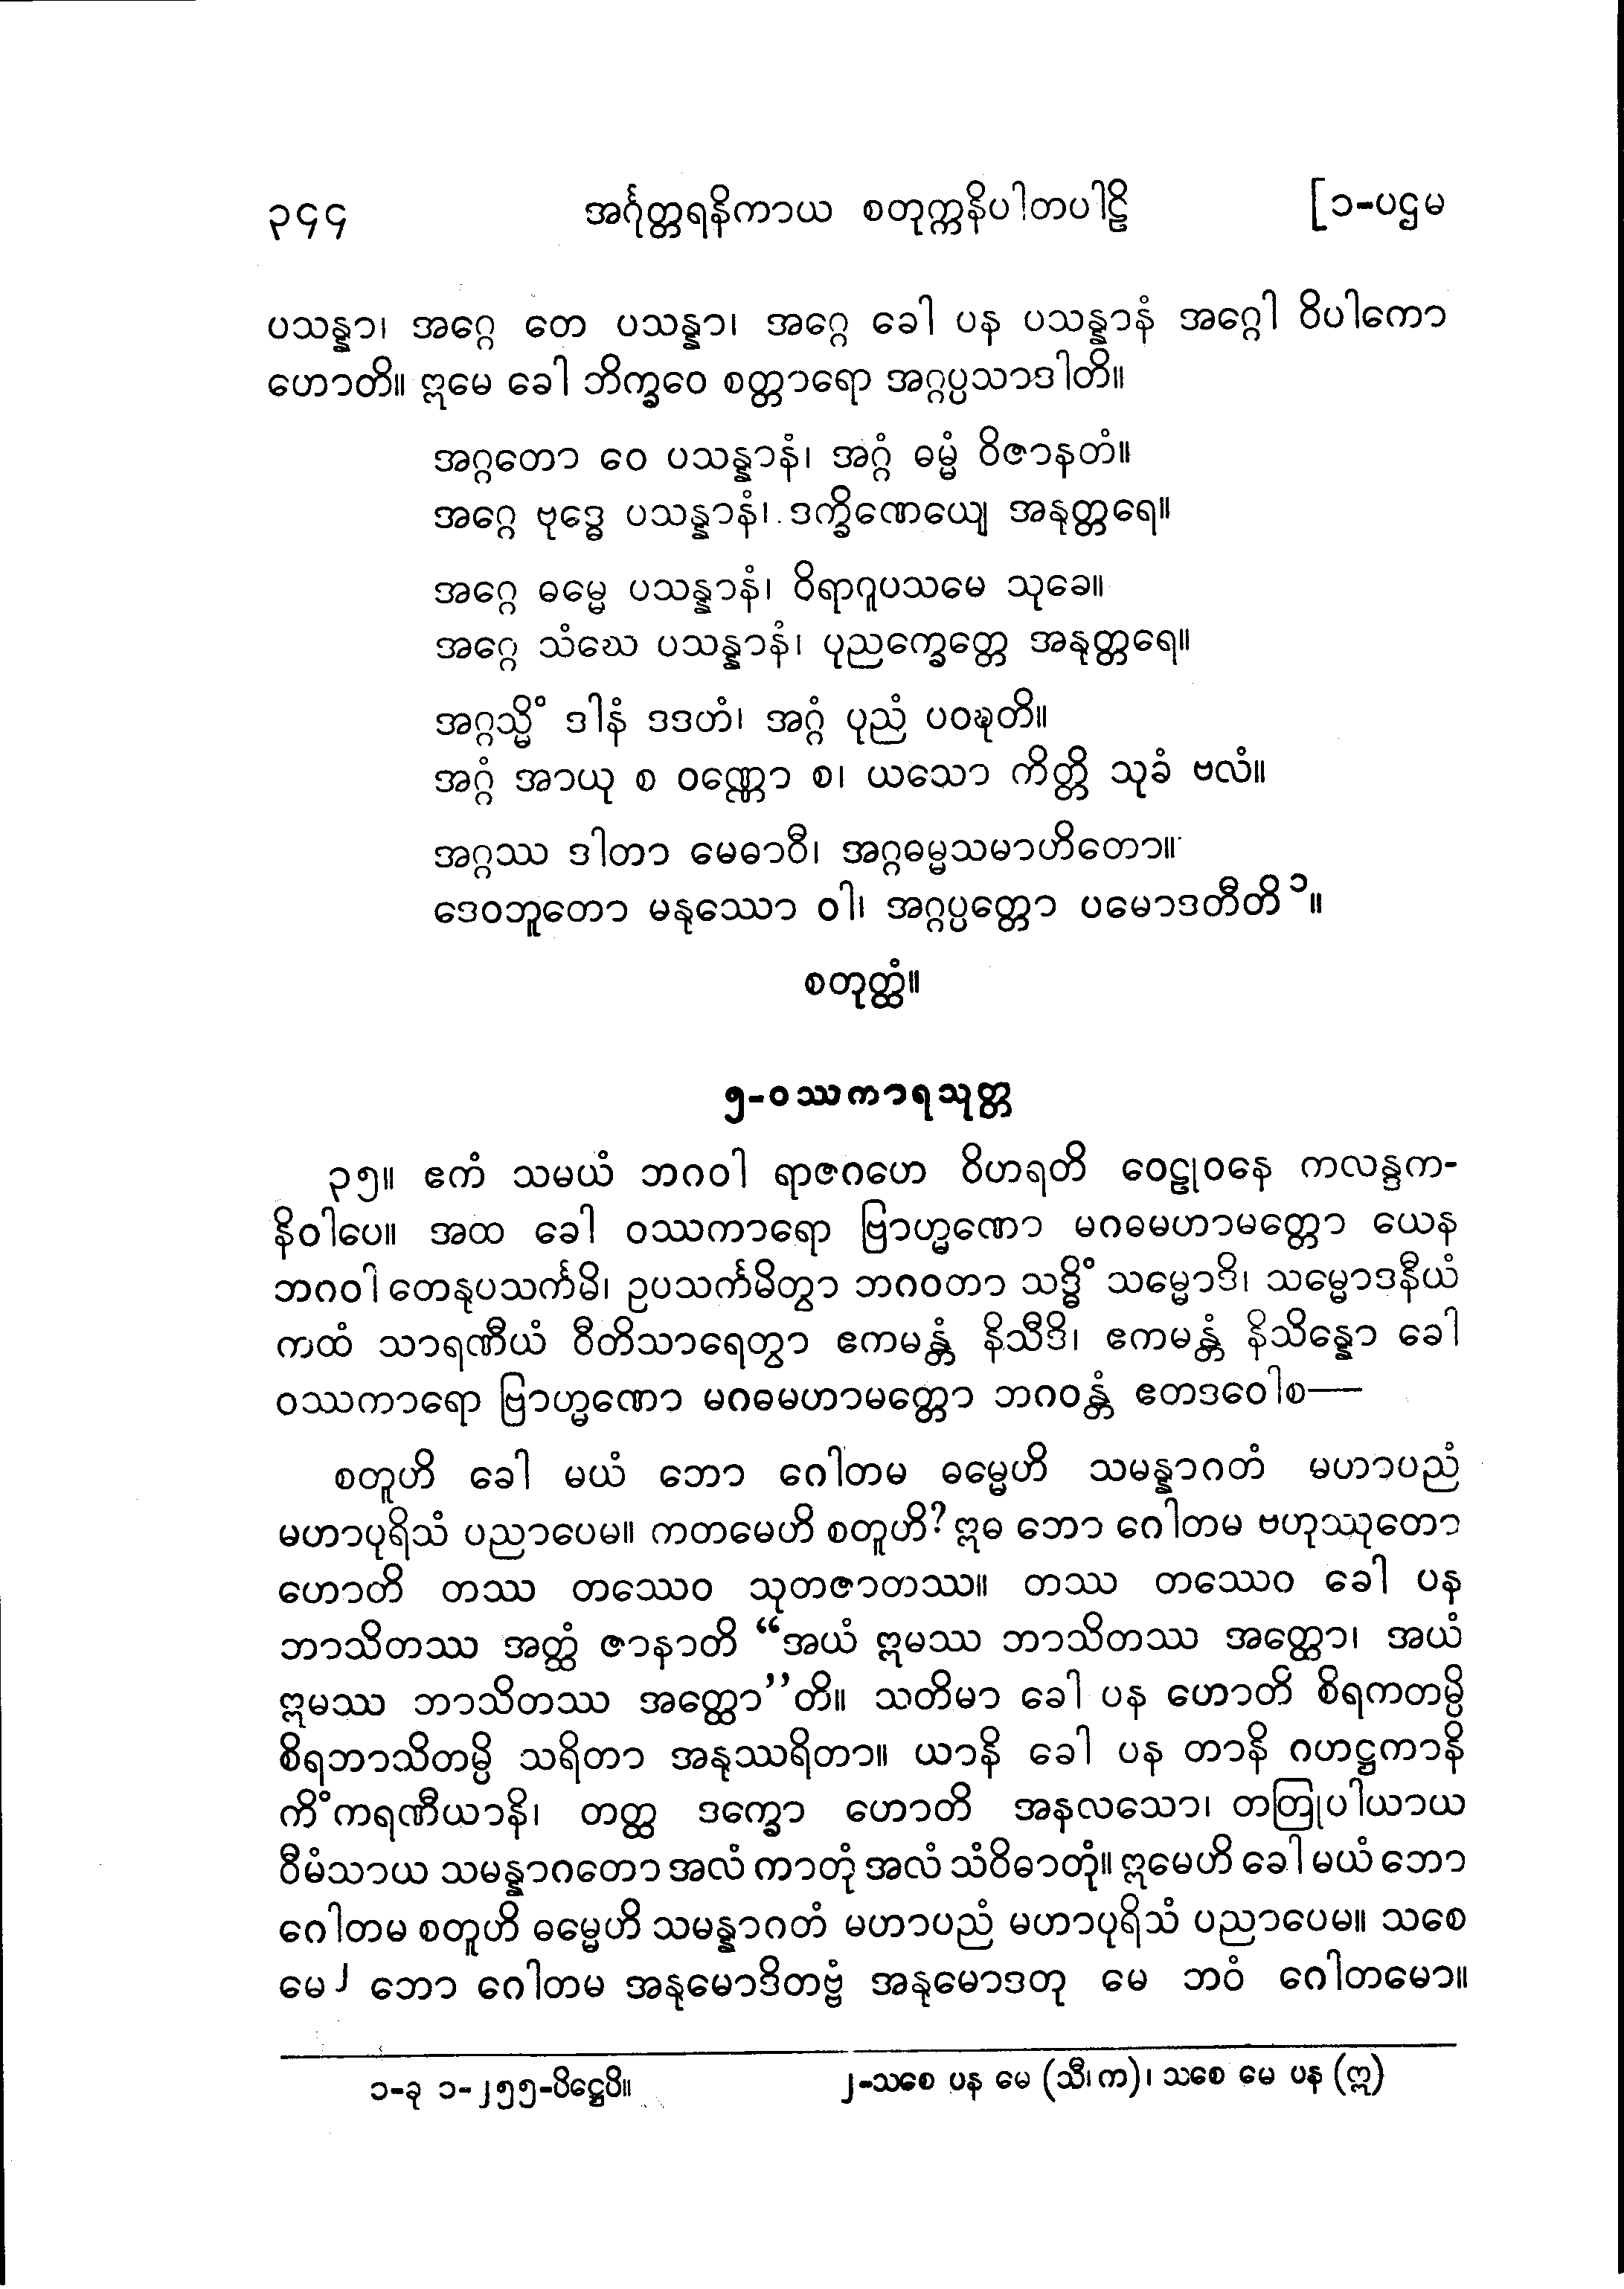 ၃၄၄ အင်္ဂုတ္တရနိကာယ စတုက္ကနိပါတပါဠိ [၁-ပဌမ
ပသန္နာ၊ အဂ္ဂေ တေ ပသန္နာ၊ အဂ္ဂေ ခေါ ပန ပသန္နာနံ အဂ္ဂေါ ဝိပါကော
ဟောတိ။ ဣမေ ခေါ ဘိက္ခဝေ စတ္တာရော အဂ္ဂပ္ပသာဒါတိ။
အဂ္ဂတော ဝေ ပသန္နာနံ၊ အဂ္ဂံ ဓမ္မံ ဝိဇာနတံ။
အဂ္ဂေ ဗုဒ္ဓေ ပသန္နာနံ၊ ဒက္ခိဏေယျေ အနုတ္တရေ။
အဂ္ဂေ ဓမ္မေ ပသန္နာနံ၊ ဝိရာဂူပသမေ သုခေ။
အဂ္ဂေ သံဃေ ပသန္နာနံ၊ ပုညက္ခေတ္တေ အနုတ္တရေ။
အဂ္ဂသ္မိံ ဒါနံ ဒဒဟံ၊ အဂ္ဂံ ပုညံ ပဝဎုတိ။
အဂ္ဂံ အာယု စ ဝဏ္ဏော စ၊ ယသော ကိတ္တိ သုခံ ဗလံ။
အဂ္ဂဿ ဒါတာ မေဓာဝီ၊ အဂ္ဂဓမ္မသမာဟိတော။
ဒေဝဘူတော မနုဿော ဝါ၊ အဂ္ဂပ္ပတ္တော ပမောဒတီတိ ၁။
စတုတ္ထံ။
၅-ဝဿကာရသုတ္တ
၃၅။ ဧကံ သမယံ ဘဂဝါ ရာဇဂဟေ ဝိဟရတိ ဝေဠုဝနေ ကလန္ဒက-
နိဝါပေ။ အထ ခေါ ဝဿကာရော ဗြာဟ္မဏော မဂဓမဟာမတ္တော ယေန
ဘဂဝါ တေနုပသင်္ကမိ၊ ဥပသင်္ကမိတွာ ဘဂဝတာ သဒ္ဓိံ သမ္မောဒိ၊ သမ္မောဒနီယံ
ကထံ သာရဏီယံ ဝီတိသာရေတွာ ဧကမန္တံ နိသီဒိ၊ ဧကမန္တံ နိသိန္နော ခေါ
ဝဿကာရော ဗြာဟ္မဏော မဂဓမဟာမတ္တော ဘဂဝန္တံ ဧတဒဝေါစ—
စတူဟိ ခေါ မယံ ဘော ဂေါတမ ဓမ္မေဟိ သမန္နာဂတံ မဟာပညံ
မဟာပုရိသံ ပညာပေမ။ ကတမေဟိ စတူဟိ? ဣဓ ဘော ဂေါတမ ဗဟုဿုတော
ဟောတိ တဿ တဿေဝ သုတဇာတဿ။ တဿ တဿေဝ ခေါ ပန
ဘာသိတဿ အတ္ထံ ဇာနာတိ “အယံ ဣမဿ ဘာသိတဿ အတ္ထော၊ အယံ
ဣမဿ ဘာသိတဿ အတ္ထော”တိ။ သတိမာ ခေါ ပန ဟောတိ စိရကတမ္ပိ
စိရဘာသိတမ္ပိ သရိတာ အနုဿရိတာ။ ယာနိ ခေါ ပန တာနိ ဂဟဋ္ဌကာနိ
ကိံကရဏီယာနိ၊ တတ္ထ ဒက္ခော ဟောတိ အနလသော၊ တတြုပါယာယ
ဝီမံသာယ သမန္နာဂတော အလံ ကာတုံ အလံ သံဝိဓာတုံ။ ဣမေဟိ ခေါ မယံ ဘော
ဂေါတမ စတူဟိ ဓမ္မေဟိ သမန္နာဂတံ မဟာပညံ မဟာပုရိသံ ပညာပေမ။ သစေ
မေ ၂ ဘော ဂေါတမ အနုမောဒိတဗ္ဗံ အနုမောဒတု မေ ဘဝံ ဂေါတမော။
၁-ခု ၁-၂၅၅-ပိဋ္ဌေပိ။ ၂-သစေ ပန မေ (သီ၊ က)၊ သစေ မေ ပန (ဣ)